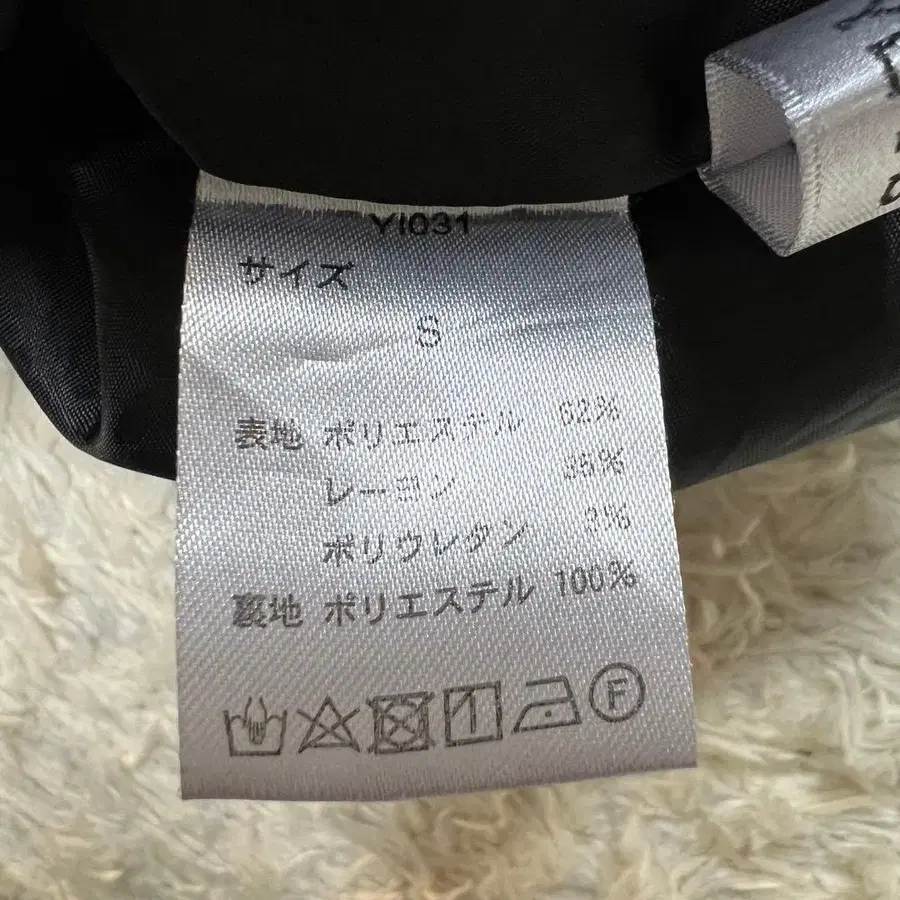 YI031
サイズ
S
表地 ポリエステル 62%
レーヨン 35%
ポリウレタン 3%
裏地 ポリエステル 100%
F